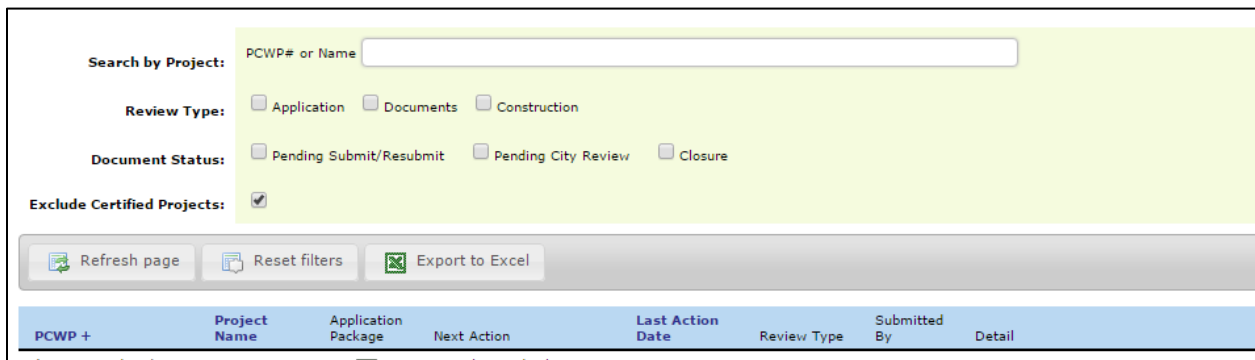 Search by Project: PCWP# or Name
Review Type: Application Documents Construction
Document Status: Pending Submit/Resubmit Pending City Review Closure
Exclude Certified Projects:
Refresh page Reset filters Export to Excel
PCWP + Project Name Application Package Next Action Last Action Date Review Type Submitted By Detail